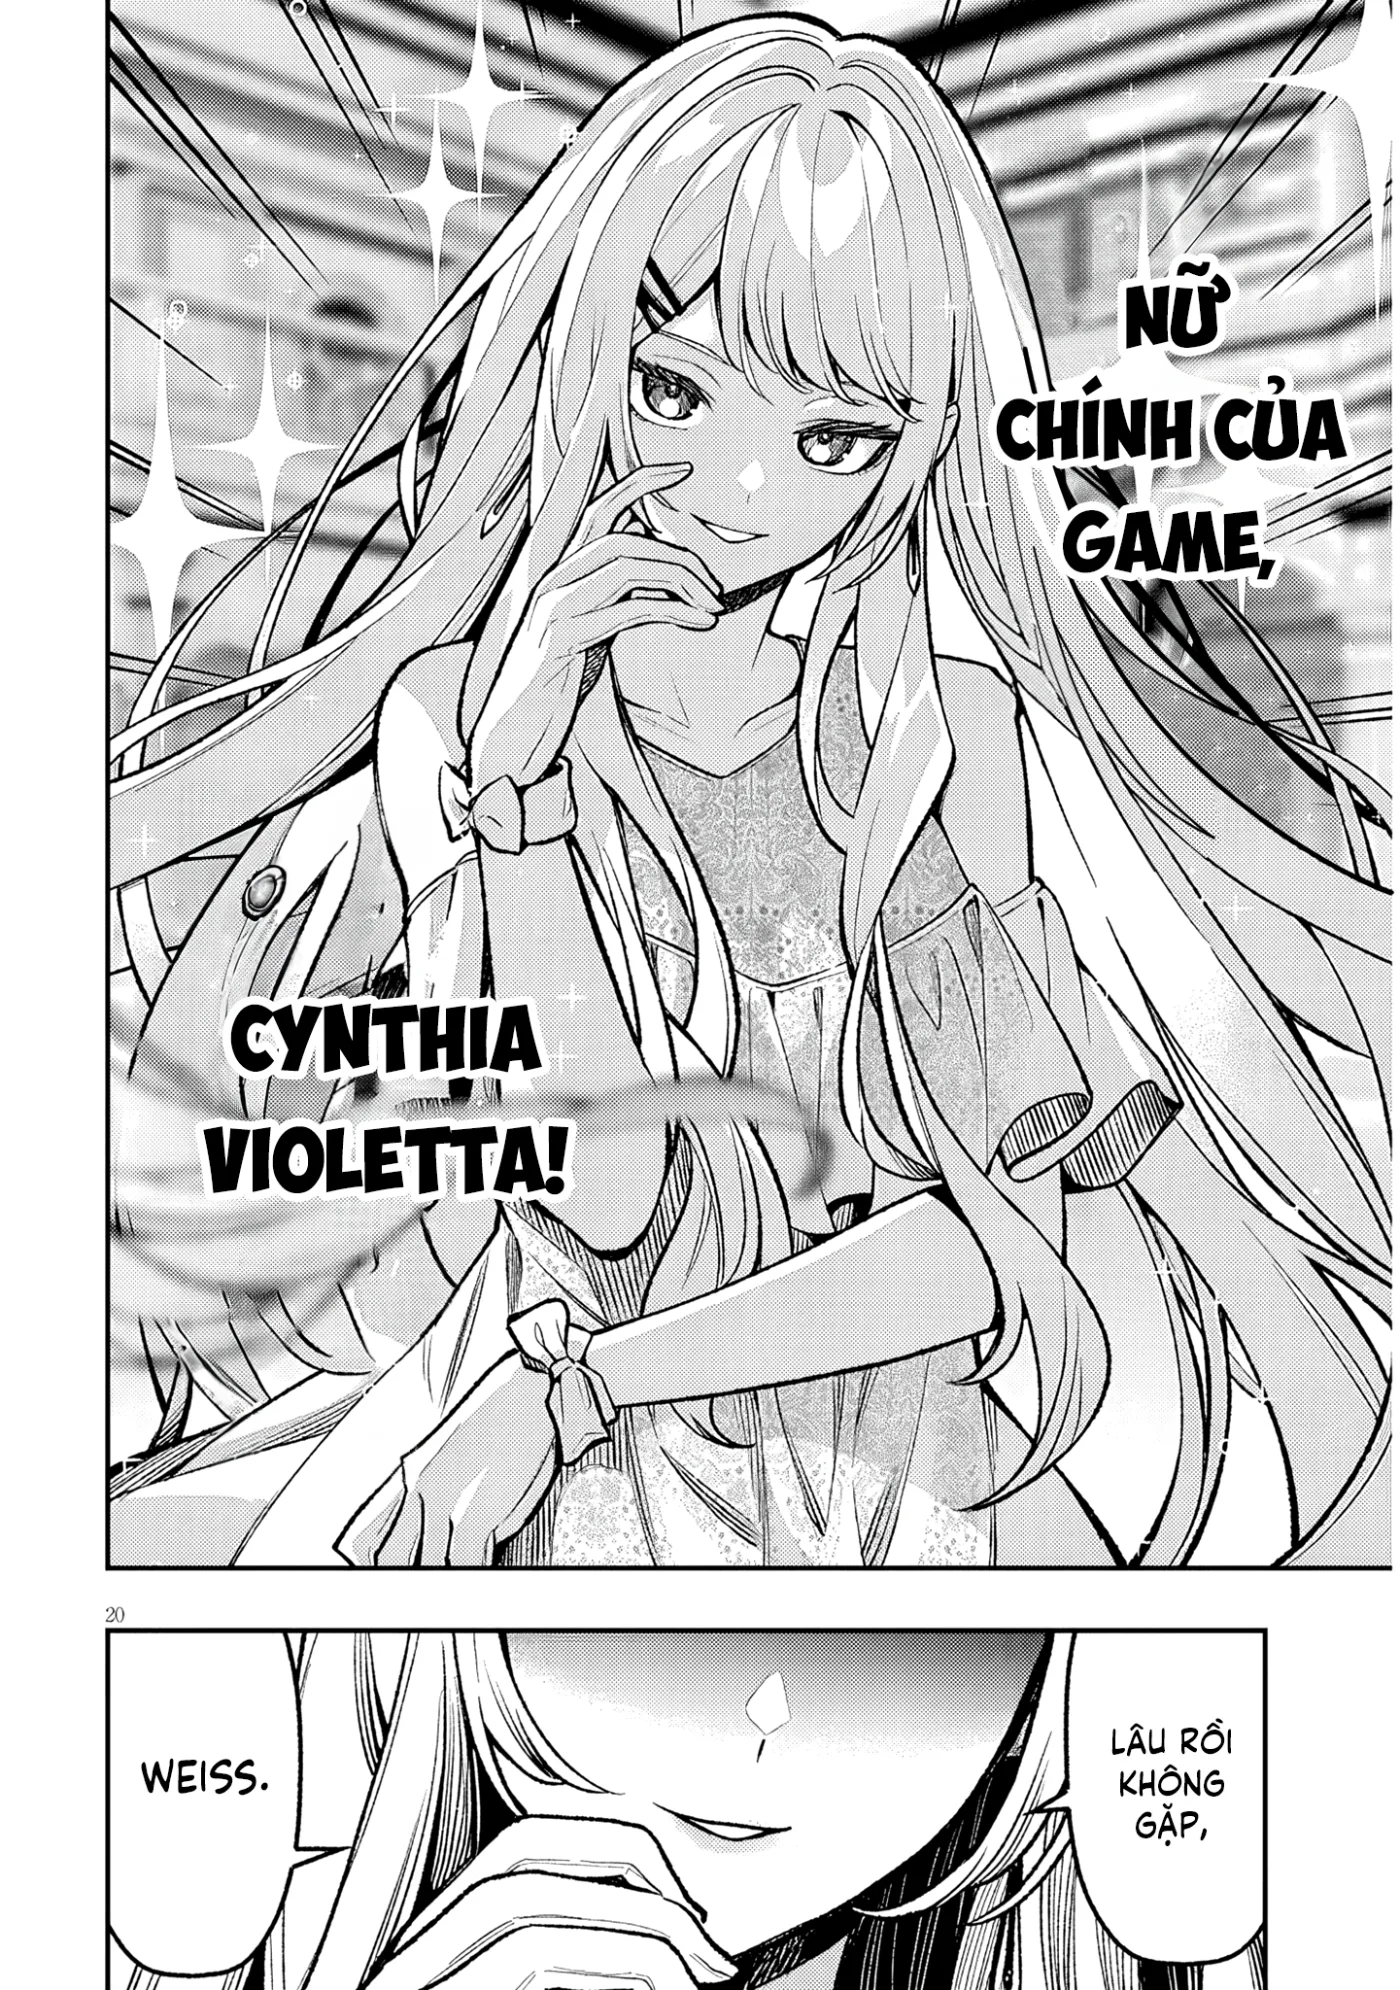 NỮ
CHÍNH CỦA
GAME,
CYNTHIA
VIOLETTA!
20
LÂU RỒI
KHÔNG
GẶP,
WEISS.